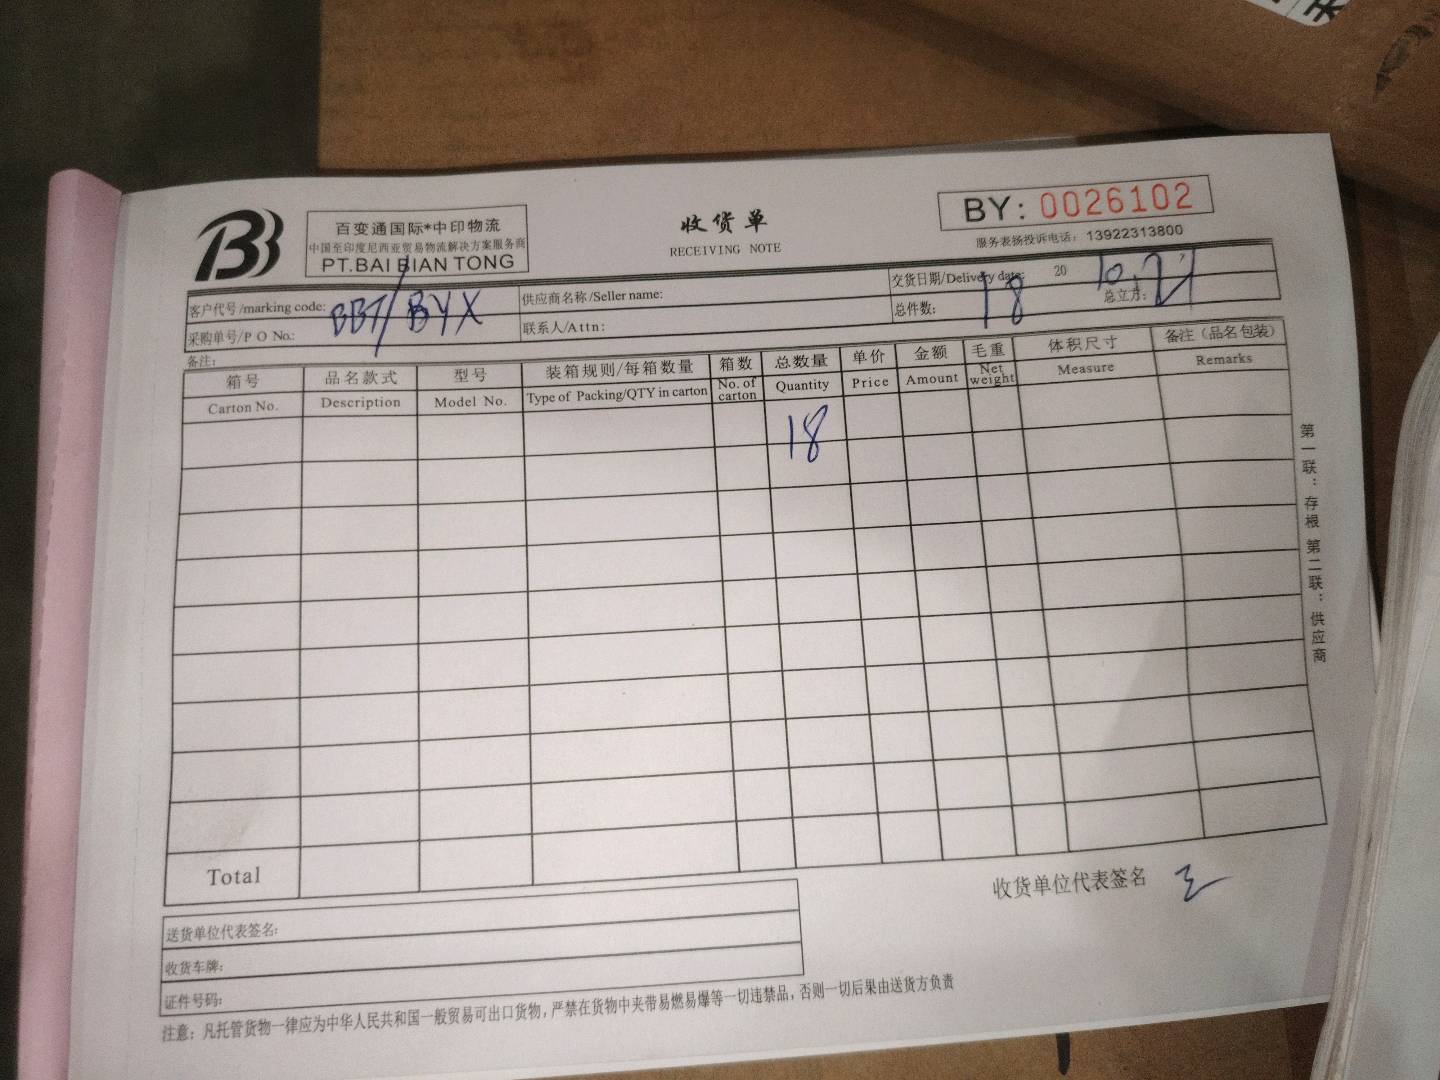 百变通国际*中印物流
中国至印度尼西亚贸易物流解决方案服务商
PT.BAI BIAN TONG
收货单
RECEIVING NOTE
BY: 0026102
服务表扬投诉电话: 13922313800
客户代号/marking code: BBT/BYX
供应商名称/Seller name:
交货日期/Delivery date: 20 10.21
采购单号/P O No.:
联系人/Attn:
总件数: 18
总立方:
备注:
箱号 品名款式 型号 装箱规则/每箱数量 箱数 总数量 单价 金额 毛重 体积尺寸 备注(品名包装)
Carton No. Description Model No. Type of Packing/QTY in carton No. of carton Quantity Price Amount Net weight Measure Remarks
18
Total
第一联:存根 第二联:供应商
收货单位代表签名
送货单位代表签名:
收货车牌:
证件号码:
注意: 凡托管货物一律应为中华人民共和国一般贸易可出口货物,严禁在货物中夹带易燃易爆等一切违禁品,否则一切后果由送货方负责